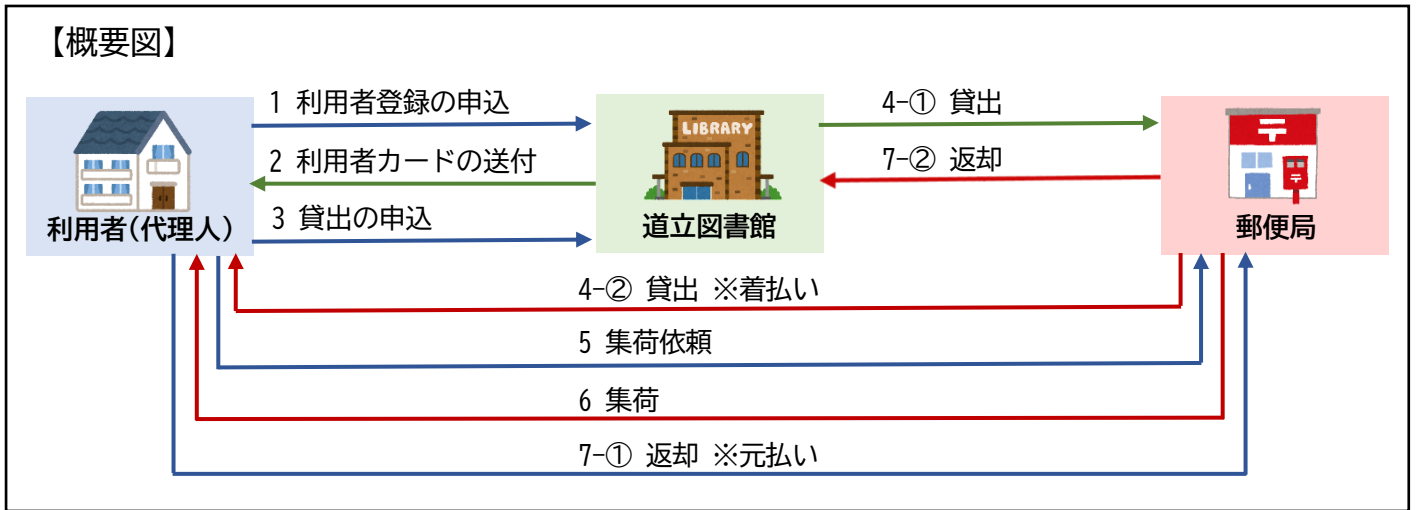 【概要図】
1 利用者登録の申込
4-① 貸出
LIBRARY
〒
2 利用者カードの送付
7-② 返却
〒
3 貸出の申込
利用者(代理人)
道立図書館
郵便局
4-② 貸出 ※着払い
5 集荷依頼
6 集荷
7-① 返却 ※元払い